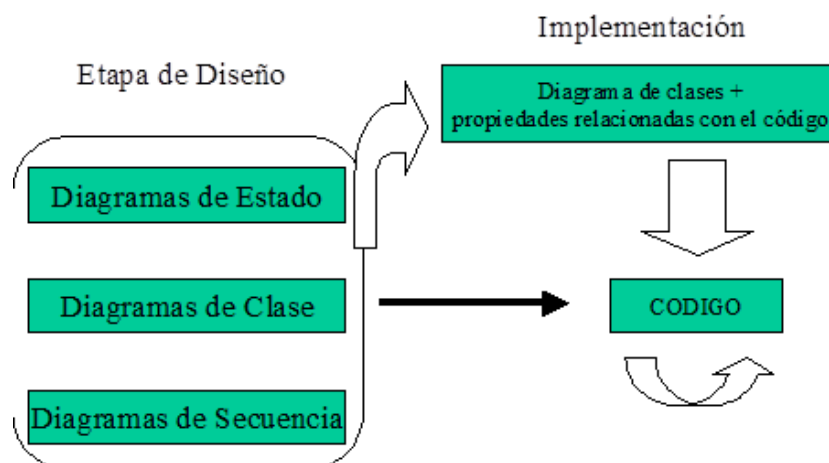 Implementación
Etapa de Diseño
Diagrama de clases +
propiedades relacionadas con el código
Diagramas de Estado
Diagramas de Clase
CODIGO
Diagramas de Secuencia